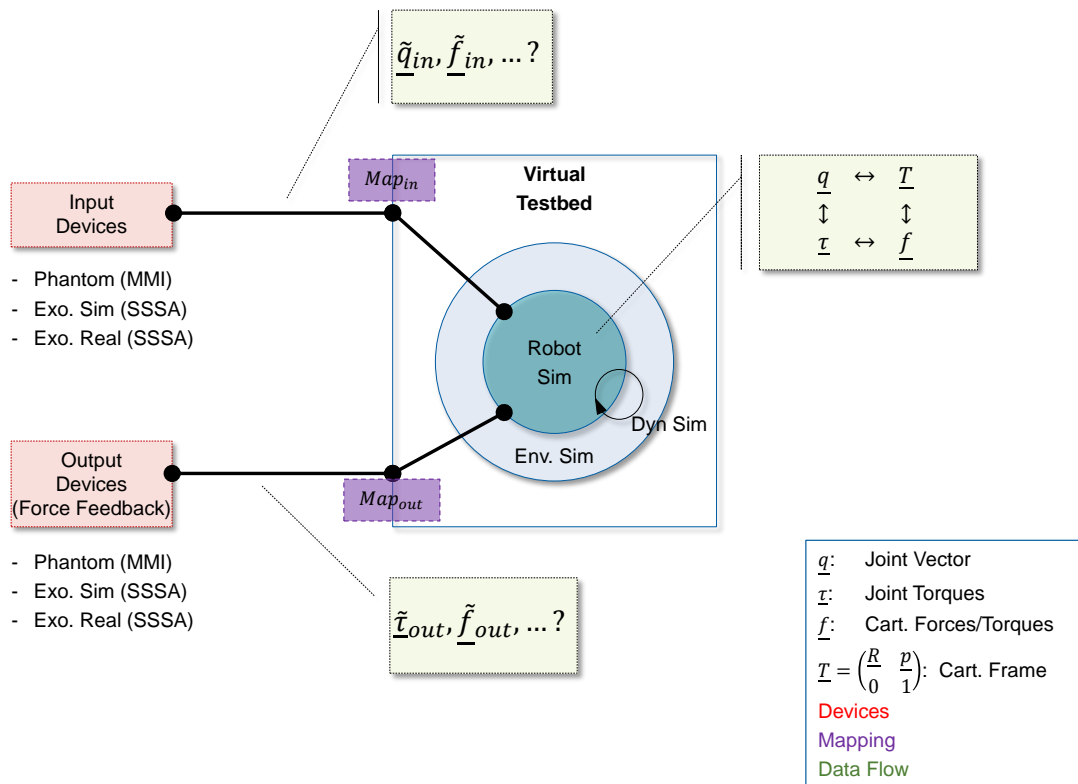 q̃_in, f̃_in, …?
Map_in
Virtual
Testbed
q ↔ T
↕ ↕
τ ↔ f
Input
Devices
- Phantom (MMI)
- Exo. Sim (SSSA)
- Exo. Real (SSSA)
Robot
Sim
Dyn Sim
Env. Sim
Output
Devices
(Force Feedback)
Map_out
- Phantom (MMI)
- Exo. Sim (SSSA)
- Exo. Real (SSSA)
τ̃_out, f̃_out, …?
q: Joint Vector
τ: Joint Torques
f: Cart. Forces/Torques
T = (R p
0 1): Cart. Frame
Devices
Mapping
Data Flow